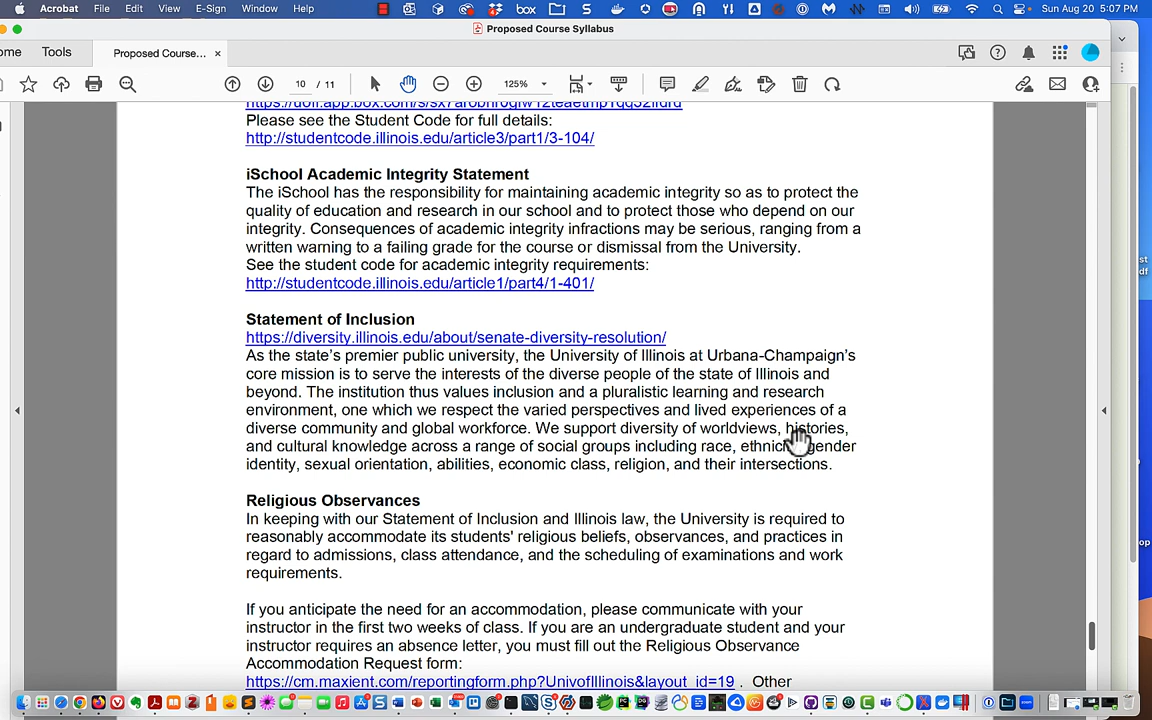 Acrobat File Edit View E-Sign Window Help box Sun Aug 20 5:07 PM
Proposed Course Syllabus
ome Tools Proposed Course... ×
10 / 11 125%
Please see the Student Code for full details:
http://studentcode.illinois.edu/article3/part1/3-104/
iSchool Academic Integrity Statement
The iSchool has the responsibility for maintaining academic integrity so as to protect the
quality of education and research in our school and to protect those who depend on our
integrity. Consequences of academic integrity infractions may be serious, ranging from a
written warning to a failing grade for the course or dismissal from the University.
See the student code for academic integrity requirements:
http://studentcode.illinois.edu/article1/part4/1-401/
Statement of Inclusion
https://diversity.illinois.edu/about/senate-diversity-resolution/
As the state's premier public university, the University of Illinois at Urbana-Champaign's
core mission is to serve the interests of the diverse people of the state of Illinois and
beyond. The institution thus values inclusion and a pluralistic learning and research
environment, one which we respect the varied perspectives and lived experiences of a
diverse community and global workforce. We support diversity of worldviews, histories,
and cultural knowledge across a range of social groups including race, gender
identity, sexual orientation, abilities, economic class, religion, and their intersections.
Religious Observances
In keeping with our Statement of Inclusion and Illinois law, the University is required to
reasonably accommodate its students' religious beliefs, observances, and practices in
regard to admissions, class attendance, and the scheduling of examinations and work
requirements.
If you anticipate the need for an accommodation, please communicate with your
instructor in the first two weeks of class. If you are an undergraduate student and your
instructor requires an absence letter, you must fill out the Religious Observance
Accommodation Request form:
https://cm.maxient.com/reportingform.php?UnivofIllinois&layout_id=19 . Other
st
df
op